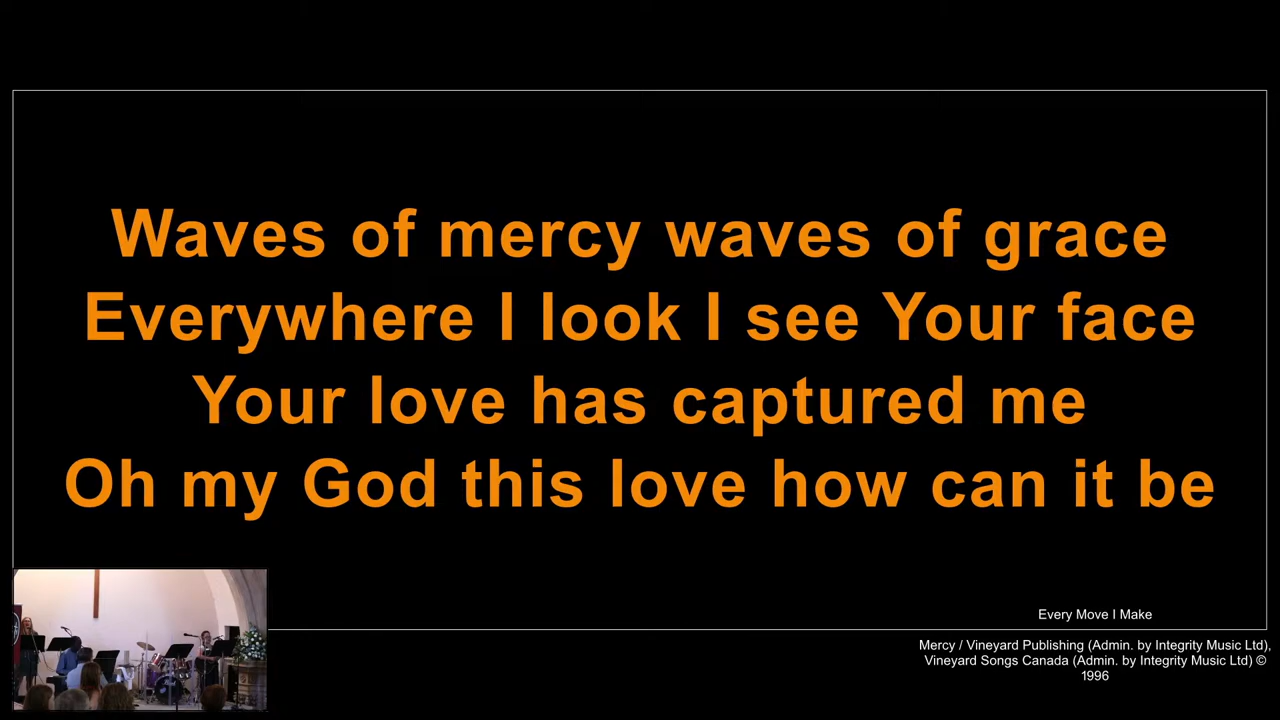 Waves of mercy waves of grace
Everywhere I look I see Your face
Your love has captured me
Oh my God this love how can it be
Every Move I Make
Mercy / Vineyard Publishing (Admin. by Integrity Music Ltd),
Vineyard Songs Canada (Admin. by Integrity Music Ltd) ©
1996